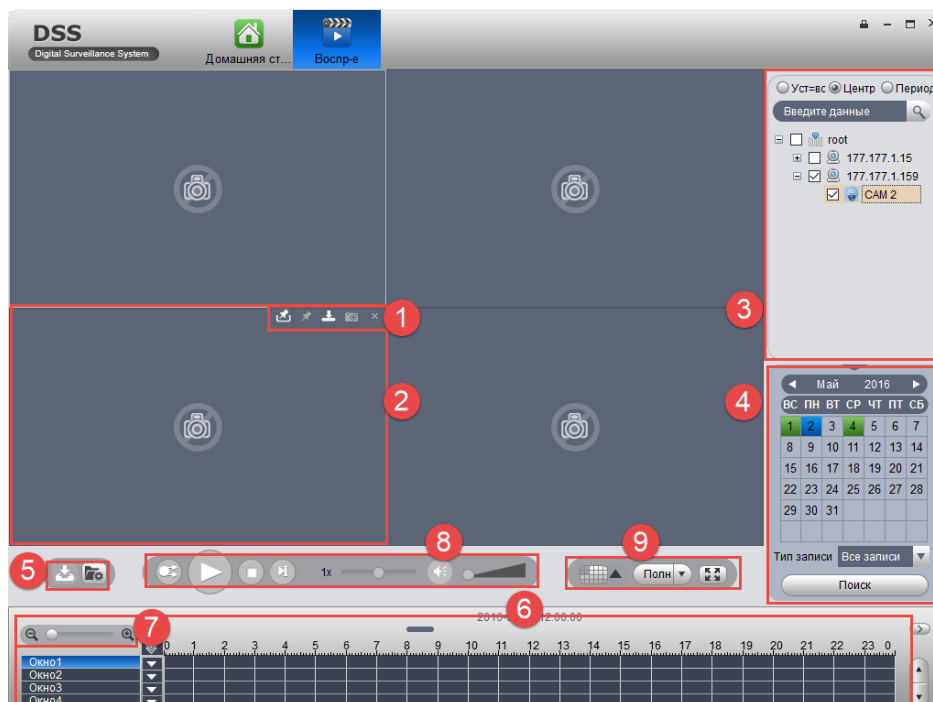 DSS
Digital Surveillance System
Домашняя ст...
Воспр-е
Уст=вс Центр Период
Введите данные
root
177.177.1.15
177.177.1.159
CAM 2
1
2
3
4
Май 2016
ВС ПН ВТ СР ЧТ ПТ СБ
1 2 3 4 5 6 7
8 9 10 11 12 13 14
15 16 17 18 19 20 21
22 23 24 25 26 27 28
29 30 31
Тип записи Все записи
Поиск
5
8
1x
9
Полн
6
7
0 1 2 3 4 5 6 7 8 9 10 11 12 13 14 15 16 17 18 19 20 21 22 23 0
Окно1
Окно2
Окно3
Окно4